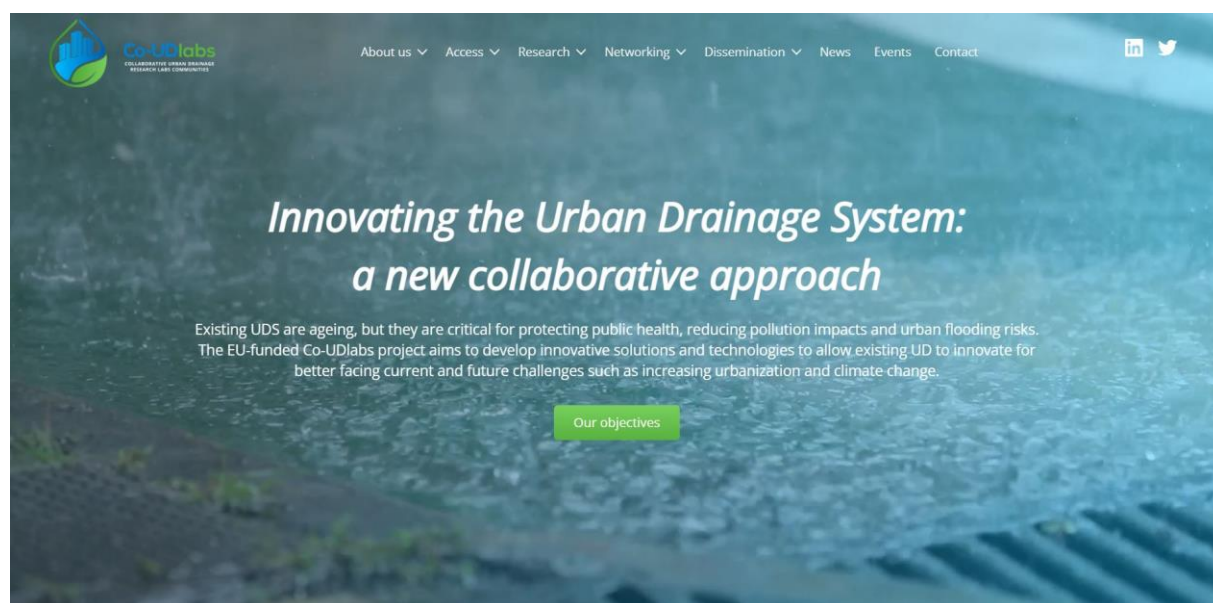 Co-UDlabs
COLLABORATIVE URBAN DRAINAGE
RESEARCH LABS COMMUNITIES
About us Access Research Networking Dissemination News Events Contact
in
Innovating the Urban Drainage System:
a new collaborative approach
Existing UDS are ageing, but they are critical for protecting public health, reducing pollution impacts and urban flooding risks.
The EU-funded Co-UDlabs project aims to develop innovative solutions and technologies to allow existing UD to innovate for
better facing current and future challenges such as increasing urbanization and climate change.
Our objectives